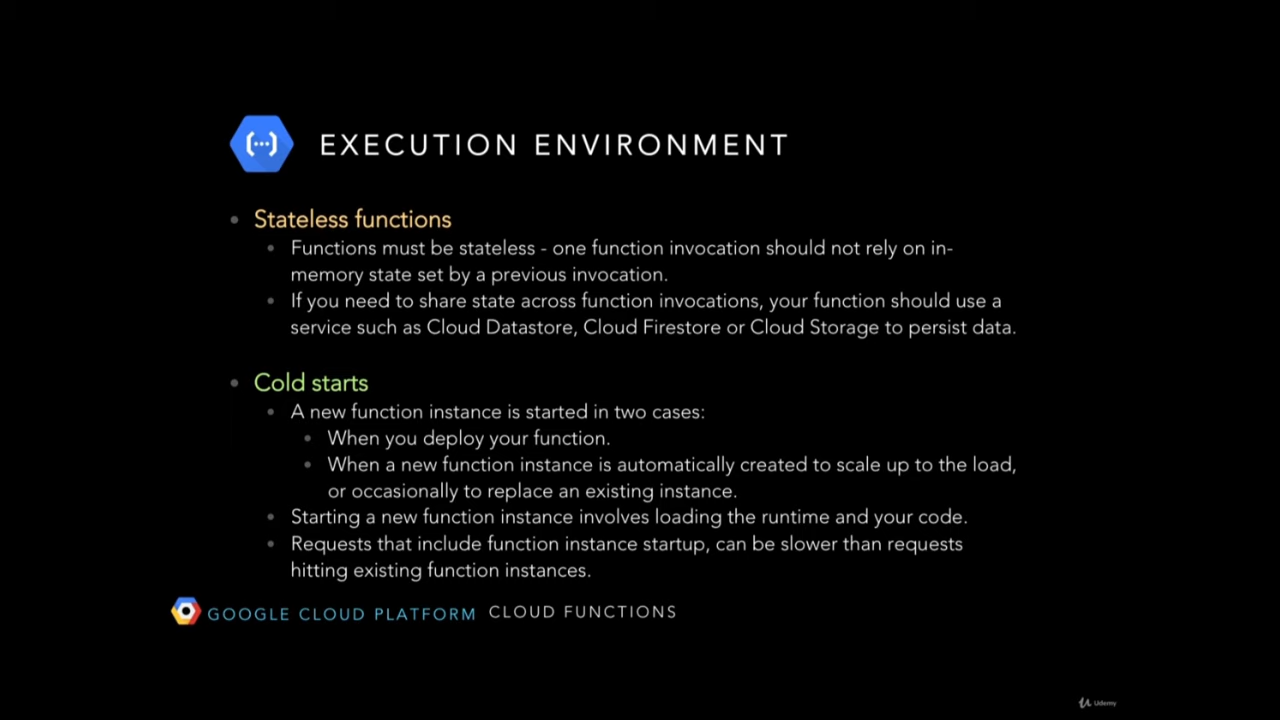 EXECUTION ENVIRONMENT
• Stateless functions
• Functions must be stateless - one function invocation should not rely on in-
memory state set by a previous invocation.
• If you need to share state across function invocations, your function should use a
service such as Cloud Datastore, Cloud Firestore or Cloud Storage to persist data.
• Cold starts
• A new function instance is started in two cases:
• When you deploy your function.
• When a new function instance is automatically created to scale up to the load,
or occasionally to replace an existing instance.
• Starting a new function instance involves loading the runtime and your code.
• Requests that include function instance startup, can be slower than requests
hitting existing function instances.
GOOGLE CLOUD PLATFORM CLOUD FUNCTIONS
Udemy